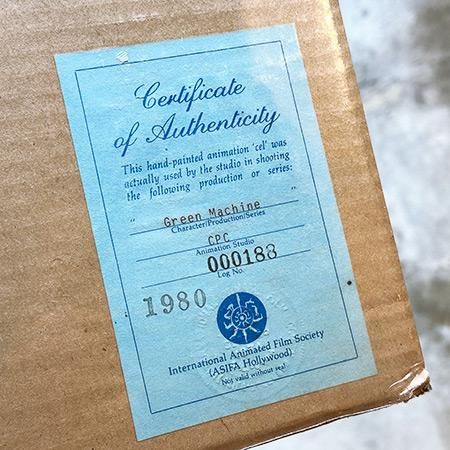 Certificate
of Authenticity
This hand-painted animation 'cel' was
actually used by the studio in shooting
the following production or series:
" Green Machine "
Character/Production/Series
CPC
Animation Studio
000188
Log No.
1980
International Animated Film Society
(ASIFA Hollywood)
Not valid without seal